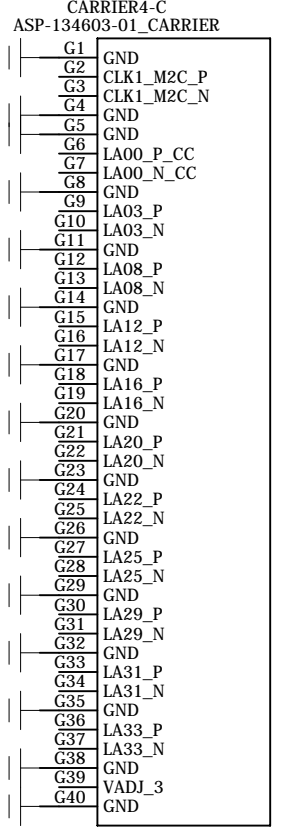 CARRIER4-C
ASP-134603-01_CARRIER
G1 GND
G2 CLK1_M2C_P
G3 CLK1_M2C_N
G4 GND
G5 GND
G6 LA00_P_CC
G7 LA00_N_CC
G8 GND
G9 LA03_P
G10 LA03_N
G11 GND
G12 LA08_P
G13 LA08_N
G14 GND
G15 LA12_P
G16 LA12_N
G17 GND
G18 LA16_P
G19 LA16_N
G20 GND
G21 LA20_P
G22 LA20_N
G23 GND
G24 LA22_P
G25 LA22_N
G26 GND
G27 LA25_P
G28 LA25_N
G29 GND
G30 LA29_P
G31 LA29_N
G32 GND
G33 LA31_P
G34 LA31_N
G35 GND
G36 LA33_P
G37 LA33_N
G38 GND
G39 VADJ_3
G40 GND